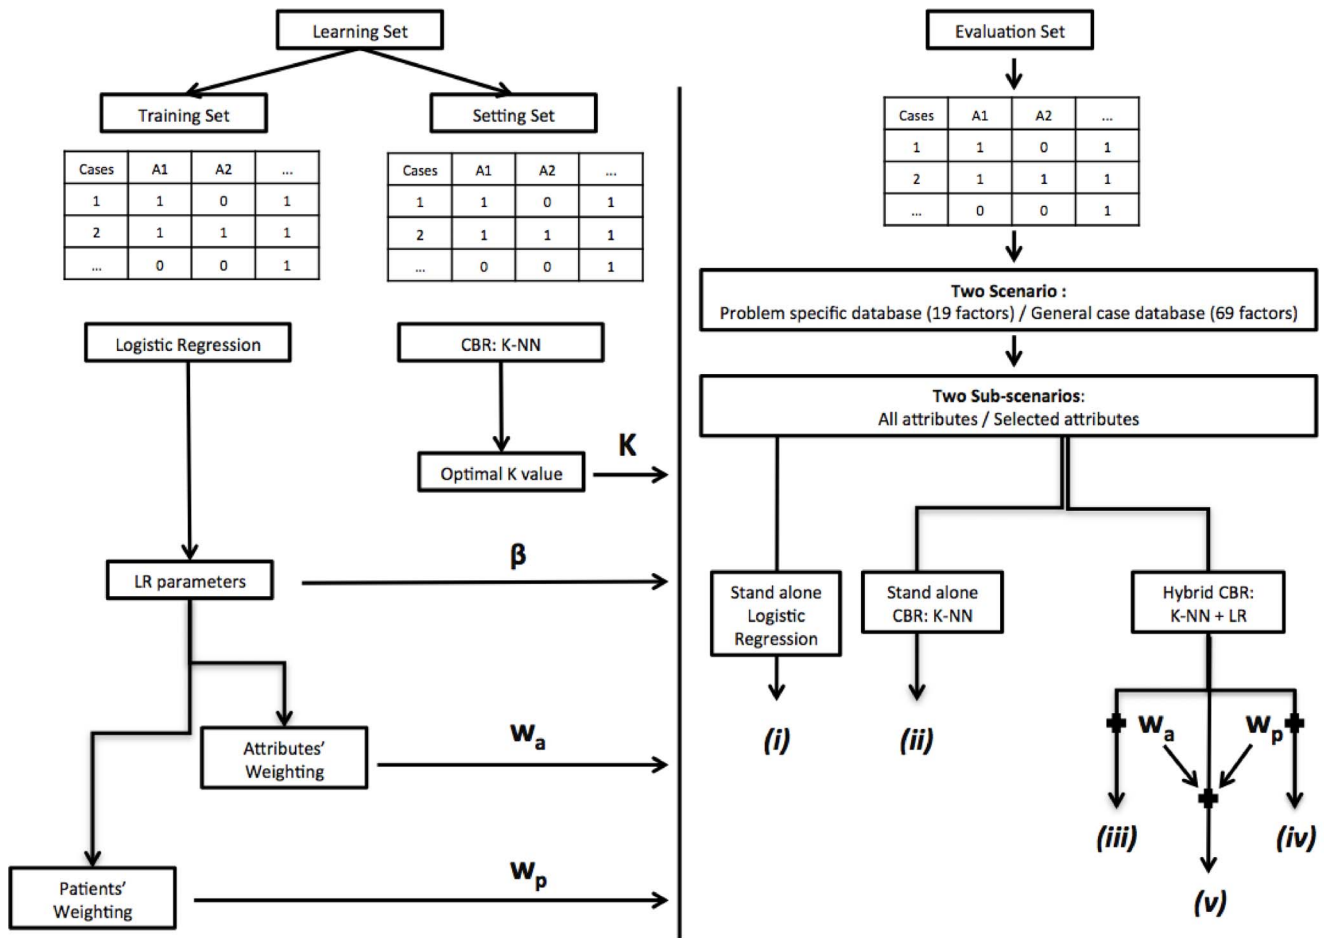 Learning Set
Training Set
Setting Set
Cases A1 A2 ...
1 1 0 1
2 1 1 1
... 0 0 1
Cases A1 A2 ...
1 1 0 1
2 1 1 1
... 0 0 1
Logistic Regression
CBR: K-NN
Optimal K value
K
LR parameters
β
Attributes'
Weighting
wa
Patients'
Weighting
wp
Evaluation Set
Cases A1 A2 ...
1 1 0 1
2 1 1 1
... 0 0 1
Two Scenario :
Problem specific database (19 factors) / General case database (69 factors)
Two Sub-scenarios:
All attributes / Selected attributes
Stand alone
Logistic
Regression
Stand alone
CBR: K-NN
Hybrid CBR:
K-NN + LR
(i)
(ii)
wa
wp
(iii)
(iv)
(v)